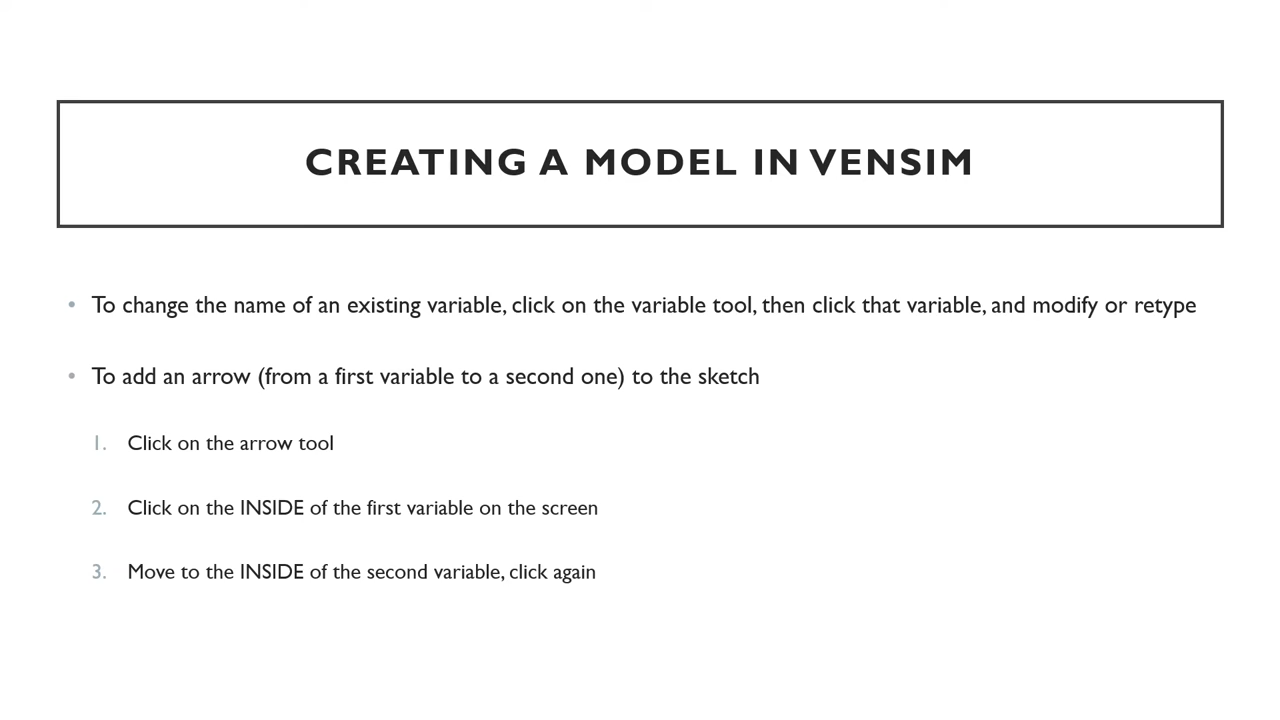 CREATING A MODEL IN VENSIM
• To change the name of an existing variable, click on the variable tool, then click that variable, and modify or retype
• To add an arrow (from a first variable to a second one) to the sketch
1. Click on the arrow tool
2. Click on the INSIDE of the first variable on the screen
3. Move to the INSIDE of the second variable, click again